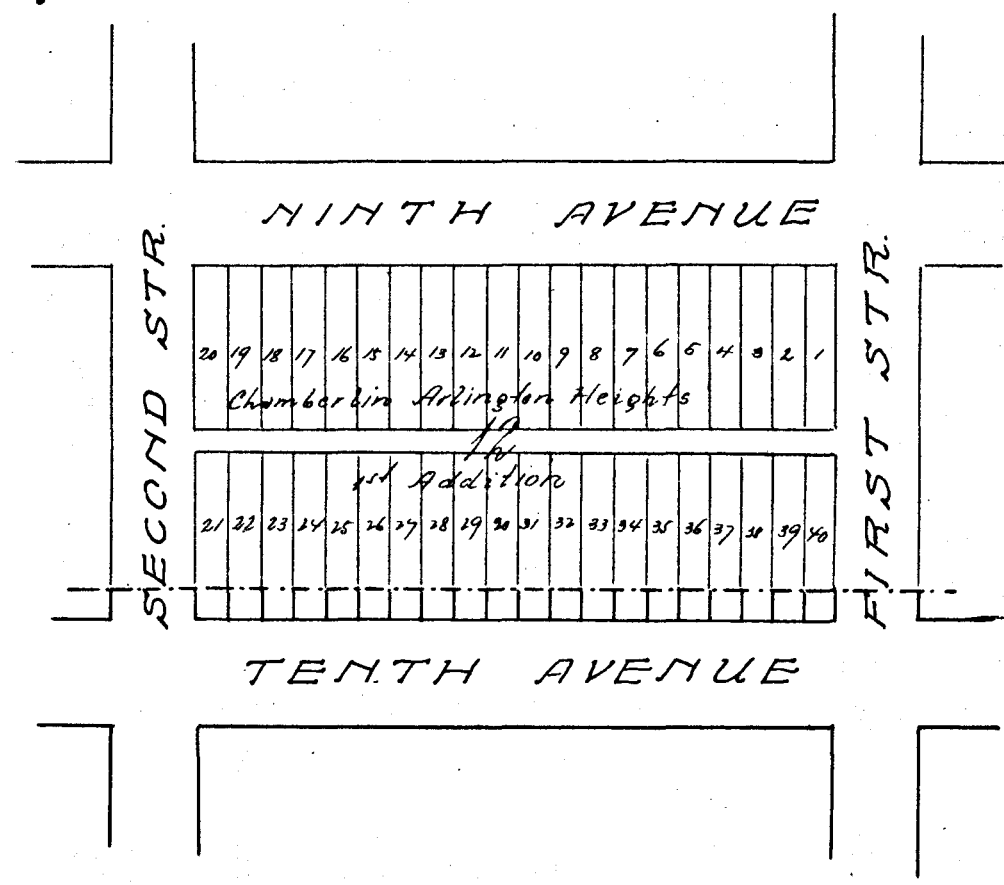 NINTH AVENUE
SECOND STR.
FIRST STR.
20 19 18 17 16 15 14 13 12 11 10 9 8 7 6 5 4 3 2 1
Chamberlin Arlington Heights
12
1st Addition
21 22 23 24 25 26 27 28 29 30 31 32 33 34 35 36 37 38 39 40
TENTH AVENUE